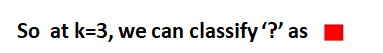 So at k=3, we can classify ‘?’ as